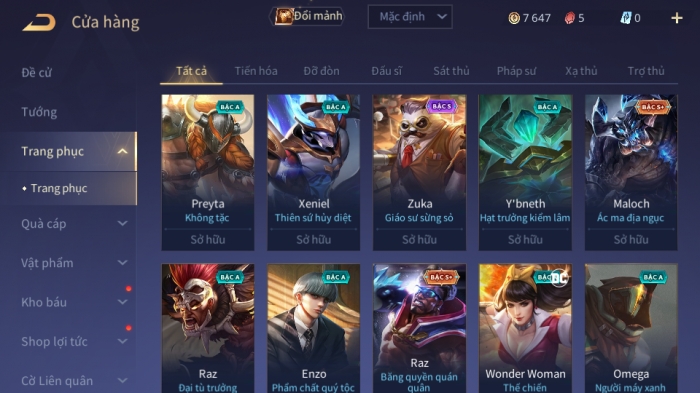 Cửa hàng
Đổi mảnh
Mặc định
7 647
5
0
Đề cử
Tướng
Trang phục
Trang phục
Quà cáp
Vật phẩm
Kho báu
Shop lợi tức
Cờ Liên quân
Tất cả
Tiến hóa
Đỡ đòn
Đấu sĩ
Sát thủ
Pháp sư
Xạ thủ
Trợ thủ
BẬC A
Preyta
Không tặc
Sở hữu
BẬC A
Xeniel
Thiên sứ hủy diệt
Sở hữu
BẬC S
Zuka
Giáo sư sừng sỏ
Sở hữu
BẬC A
Y'bneth
Hạt trưởng kiểm lâm
Sở hữu
BẬC S+
Maloch
Ác ma địa ngục
Sở hữu
BẬC A
Raz
Đại tù trưởng
BẬC A
Enzo
Phẩm chất quý tộc
BẬC S+
Raz
Băng quyền quán
quân
DC
Wonder Woman
Thế chiến
BẬC A
Omega
Người máy xanh